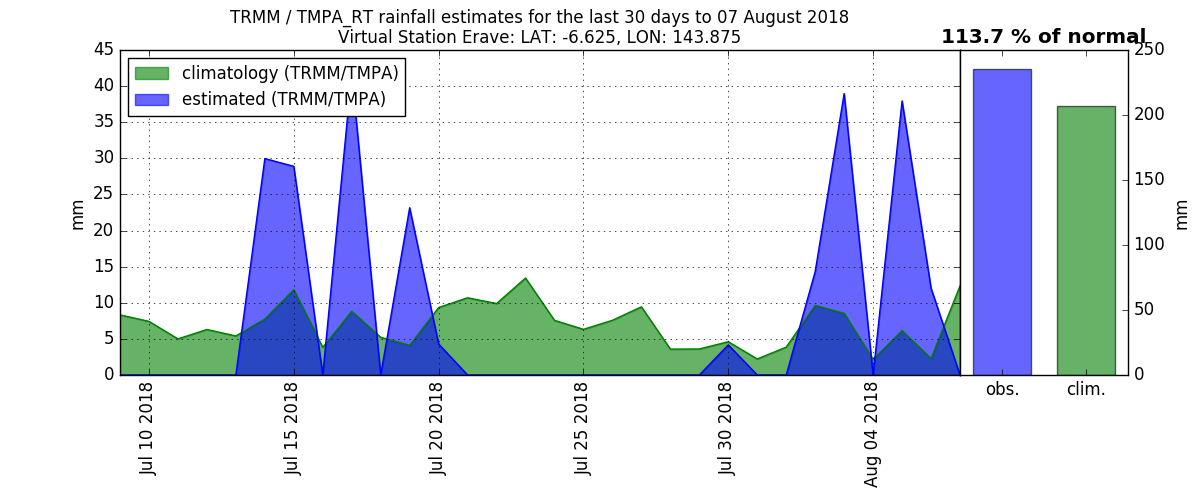 TRMM / TMPA_RT rainfall estimates for the last 30 days to 07 August 2018
Virtual Station Erave: LAT: -6.625, LON: 143.875
113.7 % of normal
climatology (TRMM/TMPA)
estimated (TRMM/TMPA)
45
40
35
30
25
20
15
10
5
0
mm
Jul 10 2018
Jul 15 2018
Jul 20 2018
Jul 25 2018
Jul 30 2018
Aug 04 2018
obs.
clim.
250
200
150
100
50
0
mm